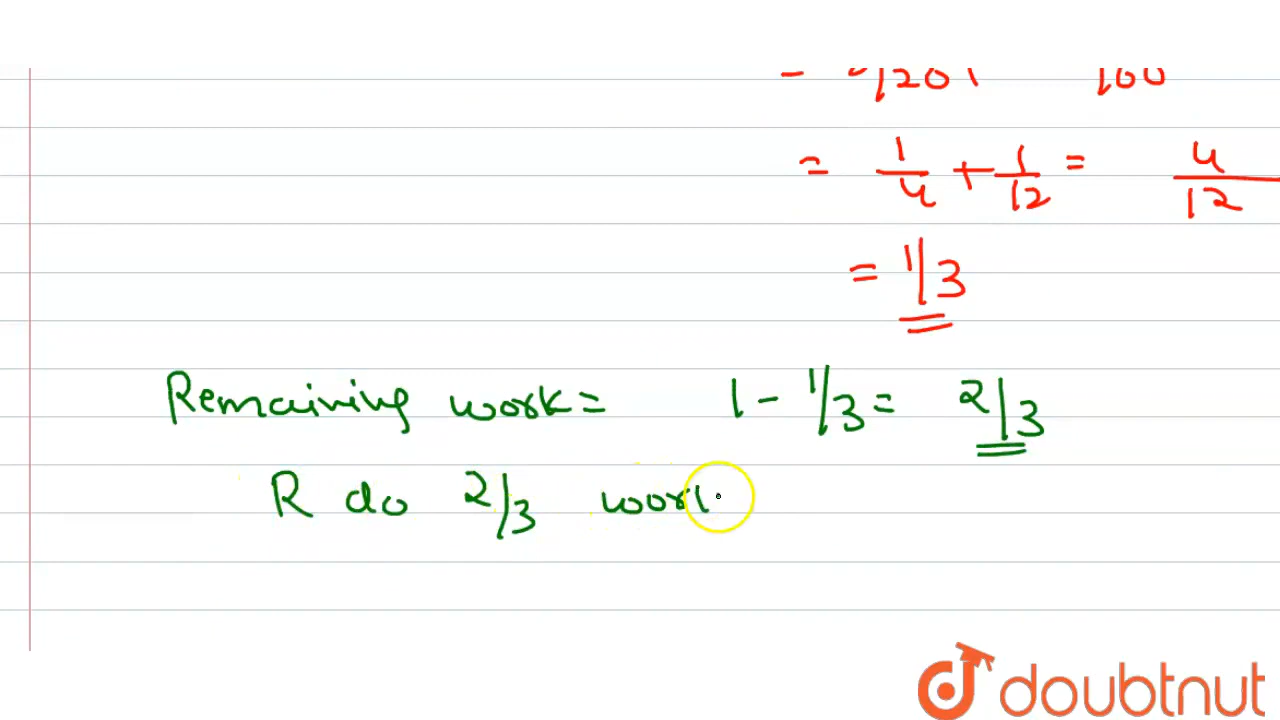 = 1/4 + 1/12 = 4/12
= 1/3
Remaining work = 1 - 1/3 = 2/3
R do 2/3 work
doubtnut